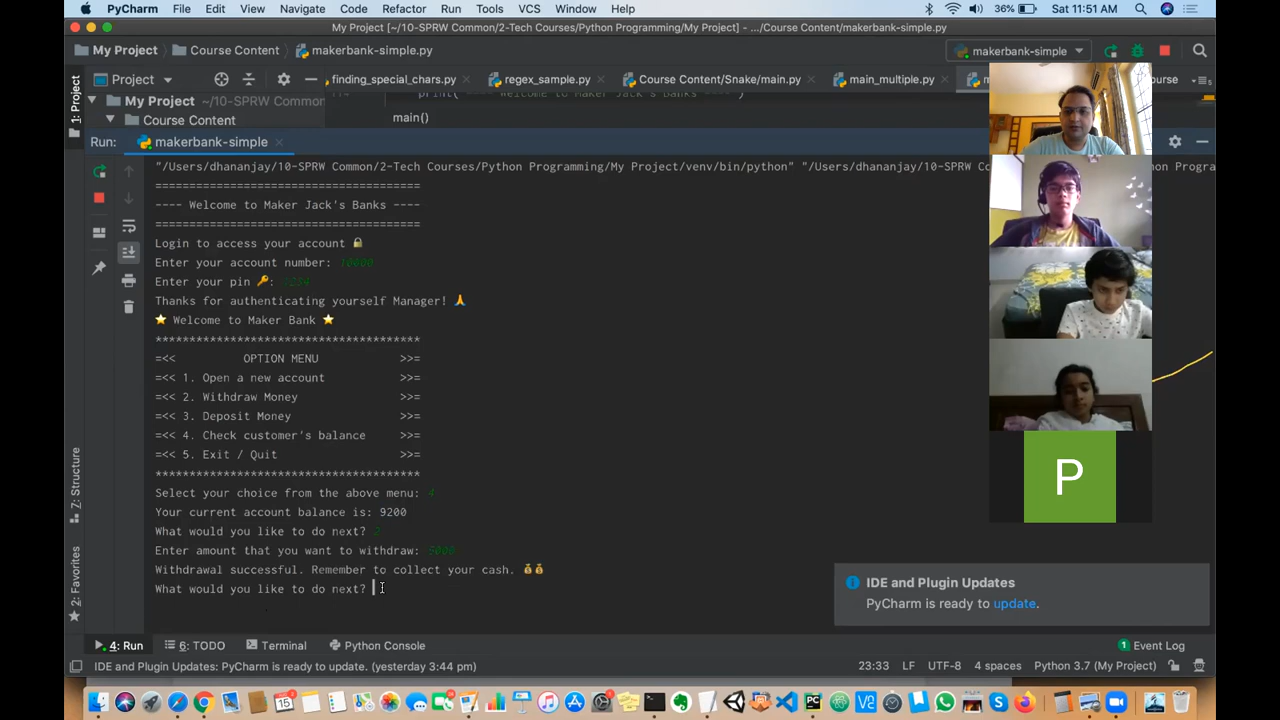 PyCharm File Edit View Navigate Code Refactor Run Tools VCS Window Help 36% Sat 11:51 AM
My Project [~/10-SPRW Common/2-Tech Courses/Python Programming/My Project] - .../Course Content/makerbank-simple.py
My Project Course Content makerbank-simple.py makerbank-simple
1: Project
Project finding_special_chars.py regex_sample.py Course Content/Snake/main.py main_multiple.py
My Project ~/10-SPRW Common
Course Content
main()
Run: makerbank-simple
"/Users/dhananjay/10-SPRW Common/2-Tech Courses/Python Programming/My Project/venv/bin/python" "/Users/dhananjay/10-SPRW Co
=======================================
---- Welcome to Maker Jack's Banks ----
=======================================
Login to access your account 🔒
Enter your account number:
Enter your pin 🔑:
Thanks for authenticating yourself Manager! 🙏
⭐ Welcome to Maker Bank ⭐
***************************************
=<< OPTION MENU >>=
=<< 1. Open a new account >>=
=<< 2. Withdraw Money >>=
=<< 3. Deposit Money >>=
=<< 4. Check customer's balance >>=
=<< 5. Exit / Quit >>=
***************************************
Select your choice from the above menu: 4
Your current account balance is: 9200
What would you like to do next? 2
Enter amount that you want to withdraw: 5000
Withdrawal successful. Remember to collect your cash. 💰💰
What would you like to do next?
P
IDE and Plugin Updates
PyCharm is ready to update.
7: Structure
2: Favorites
4: Run 6: TODO Terminal Python Console 1 Event Log
IDE and Plugin Updates: PyCharm is ready to update. (yesterday 3:44 pm) 23:33 LF UTF-8 4 spaces Python 3.7 (My Project)